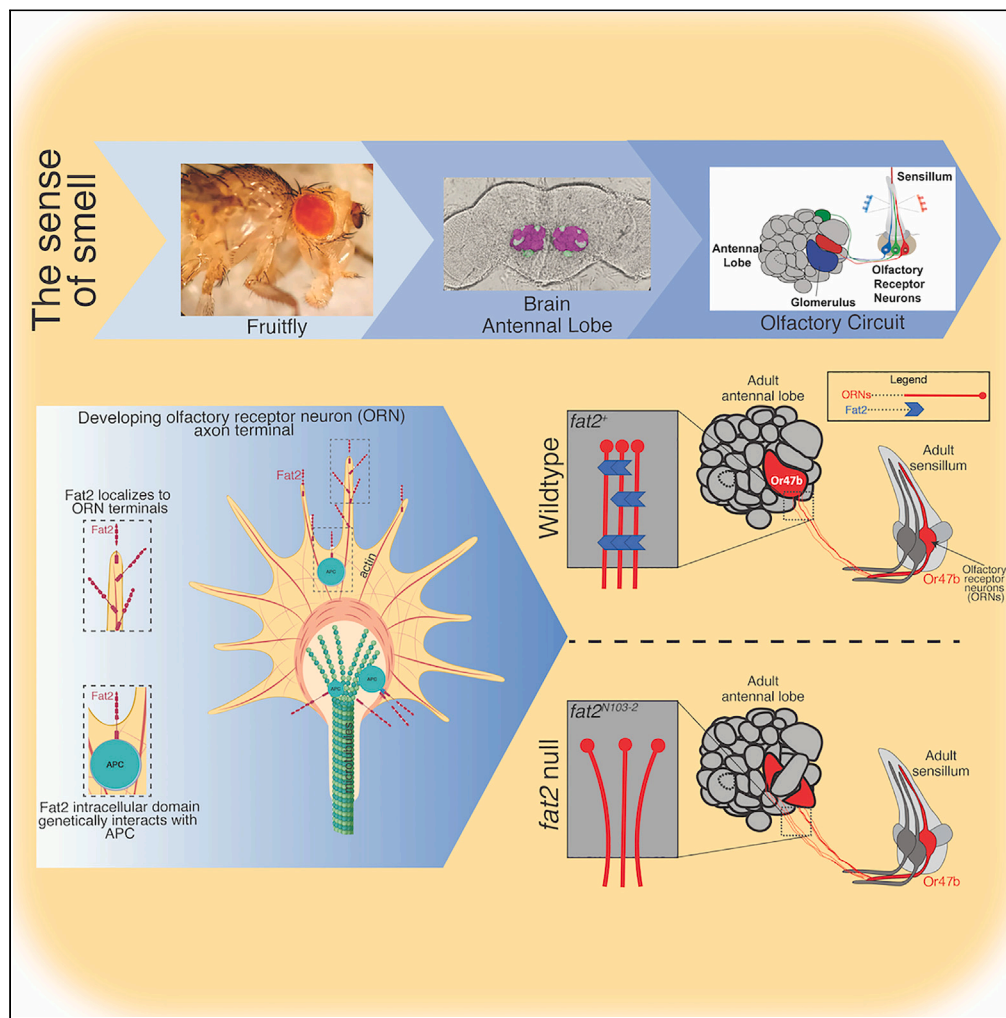 The sense
of smell
Fruitfly
Brain
Antennal Lobe
Sensillum
Antennal
Lobe
Olfactory
Receptor
Neurons
Glomerulus
Olfactory Circuit
Developing olfactory receptor neuron (ORN)
axon terminal
Fat2 localizes to
ORN terminals
Fat2
Fat2
actin
APC
APC
APC
Fat2
APC
Fat2 intracellular domain
genetically interacts with
APC
Legend
ORNs
Fat2
Wildtype
fat2+
Adult
antennal lobe
Or47b
Adult
sensillum
Olfactory
receptor
neurons
(ORNs)
Or47b
fat2 null
fat2N103-2
Adult
antennal lobe
Adult
sensillum
Or47b